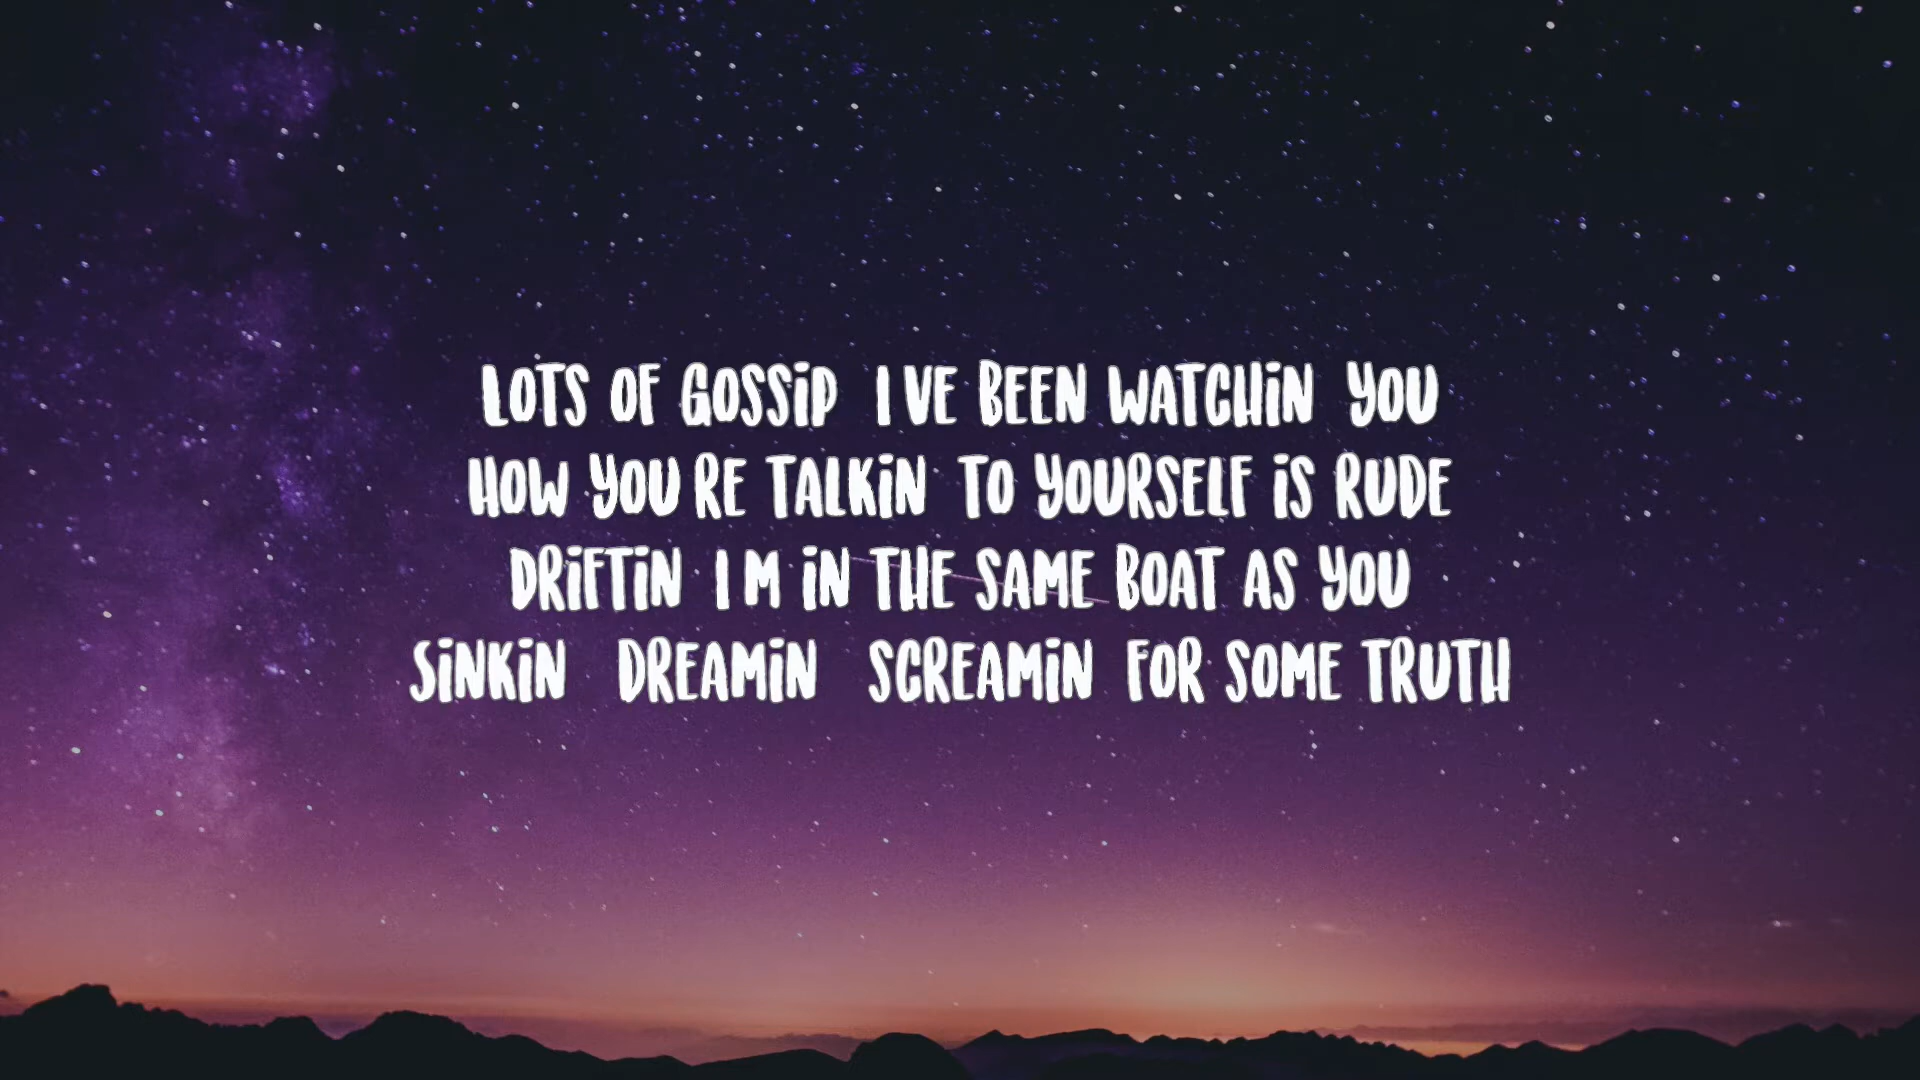 LOTS OF GOSSIP I VE BEEN WATCHIN YOU
HOW YOU RE TALKIN TO YOURSELF IS RUDE
DRIFTIN I M IN THE SAME BOAT AS YOU
SINKIN DREAMIN SCREAMIN FOR SOME TRUTH